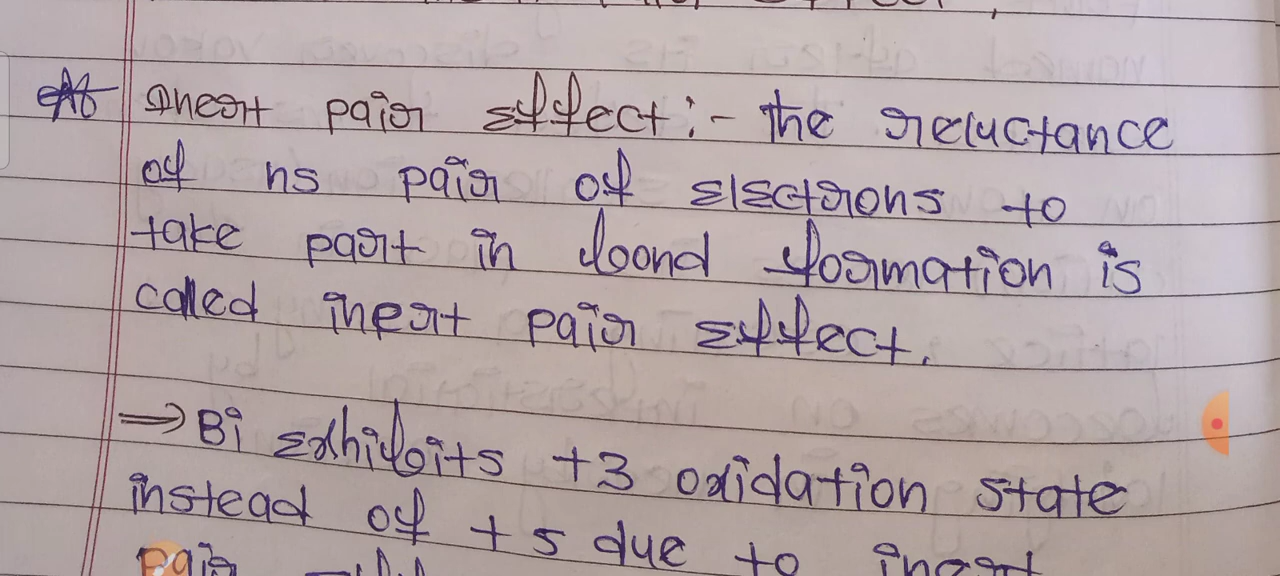 Inert pair effect :- the reluctance
of ns pair of electrons to
take part in bond formation is
called inert pair effect.
⇒ Bi exhibits +3 oxidation state
instead of +5 due to inert
pair